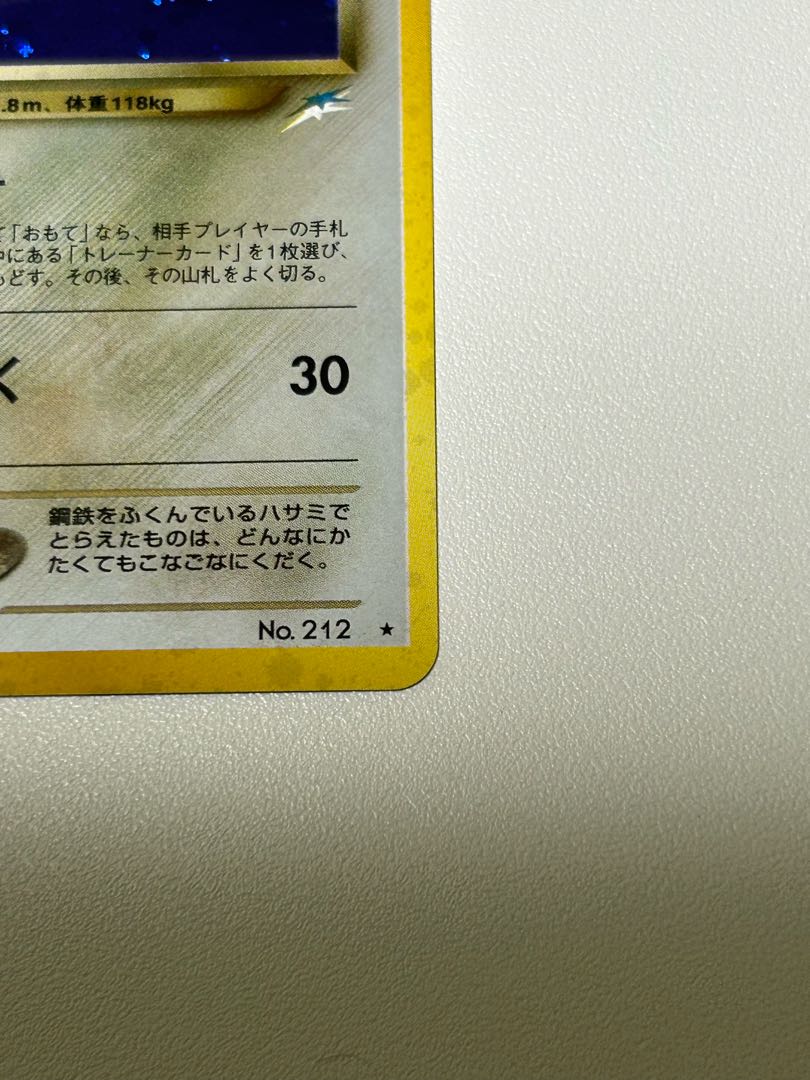 .8m、体重118kg
「おもて」なら、相手プレイヤーの手札
にある「トレーナーカード」を1枚選び、
もどす。その後、その山札をよく切る。
く 30
鋼鉄をふくんでいるハサミで
とらえたものは、どんなにか
たくてもこなごなにくだく。
No. 212 ★